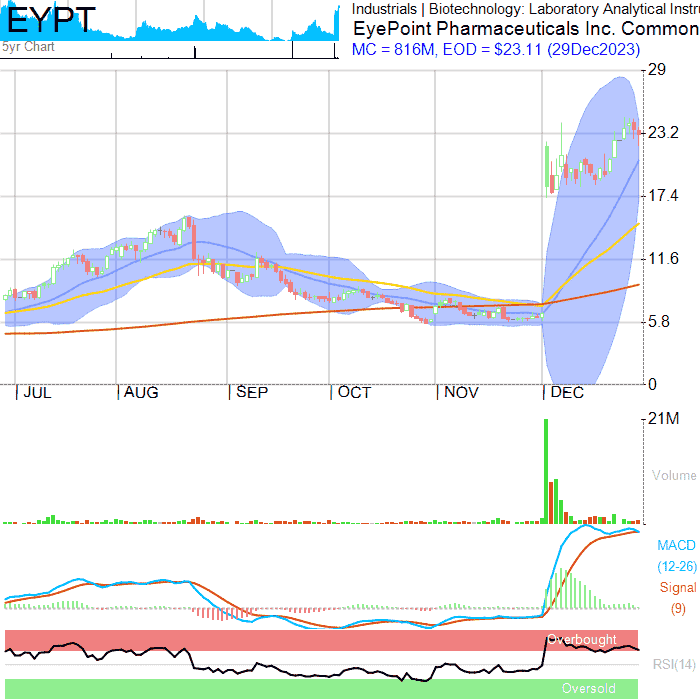 EYPT
5yr Chart
Industrials | Biotechnology: Laboratory Analytical Instru
EyePoint Pharmaceuticals Inc. Common
MC = 816M, EOD = $23.11 (29Dec2023)
29
23.2
17.4
11.6
5.8
0
JUL AUG SEP OCT NOV DEC
21M
Volume
MACD
(12-26)
Signal
(9)
Overbought
RSI(14)
Oversold